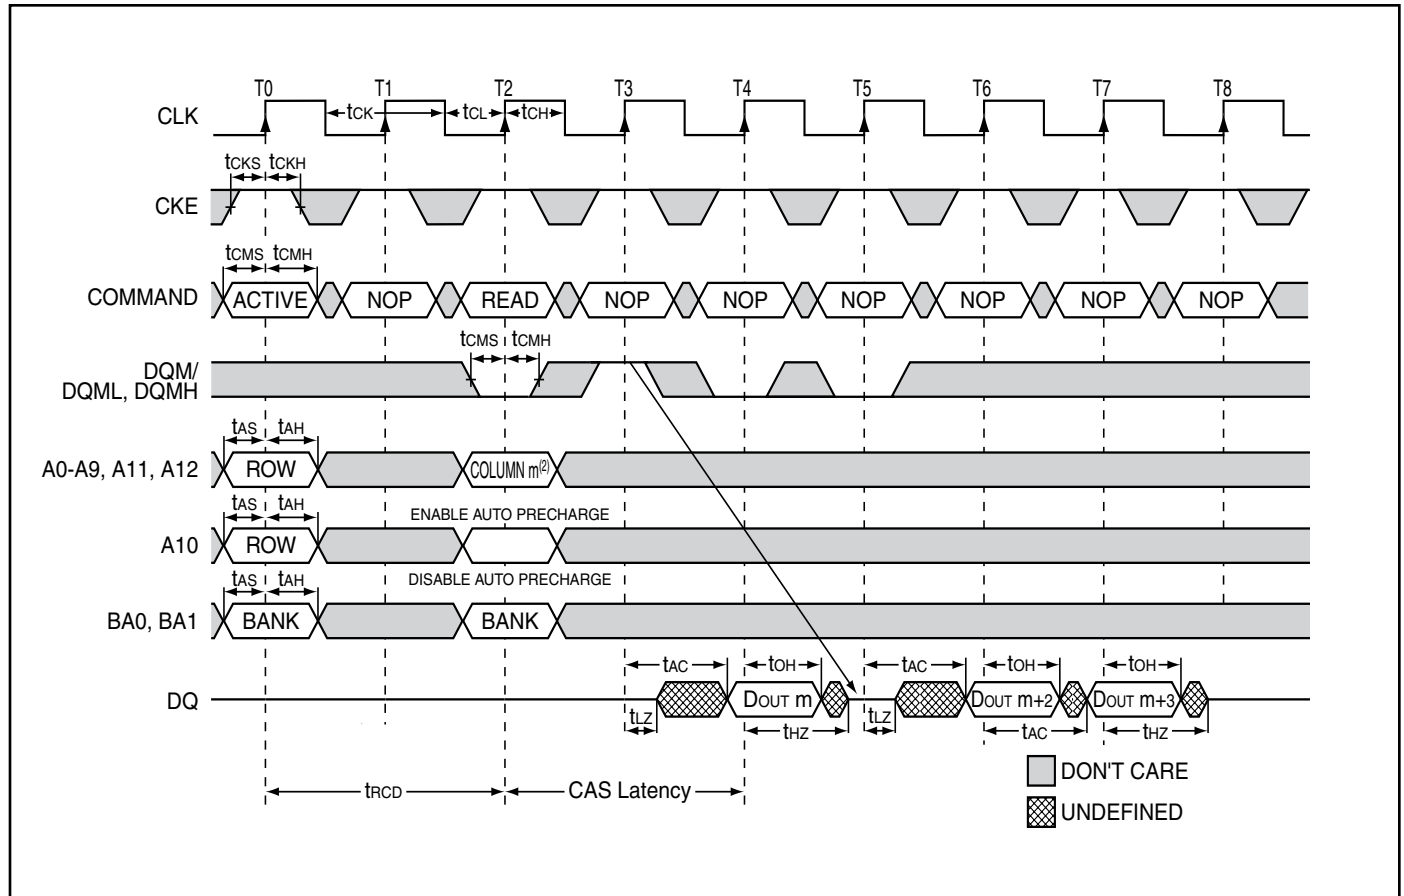 T0 T1 T2 T3 T4 T5 T6 T7 T8
CLK tCK tCL tCH
tCKS tCKH
CKE
tCMS tCMH
COMMAND ACTIVE NOP READ NOP NOP NOP NOP NOP NOP
tCMS tCMH
DQM/
DQML, DQMH
tAS tAH
A0-A9, A11, A12 ROW COLUMN m(2)
tAS tAH ENABLE AUTO PRECHARGE
A10 ROW
tAS tAH DISABLE AUTO PRECHARGE
BA0, BA1 BANK BANK
tAC tOH tAC tOH tOH
DQ DOUT m DOUT m+2 DOUT m+3
tLZ tHZ tLZ tAC tHZ
DON'T CARE
tRCD CAS Latency
UNDEFINED